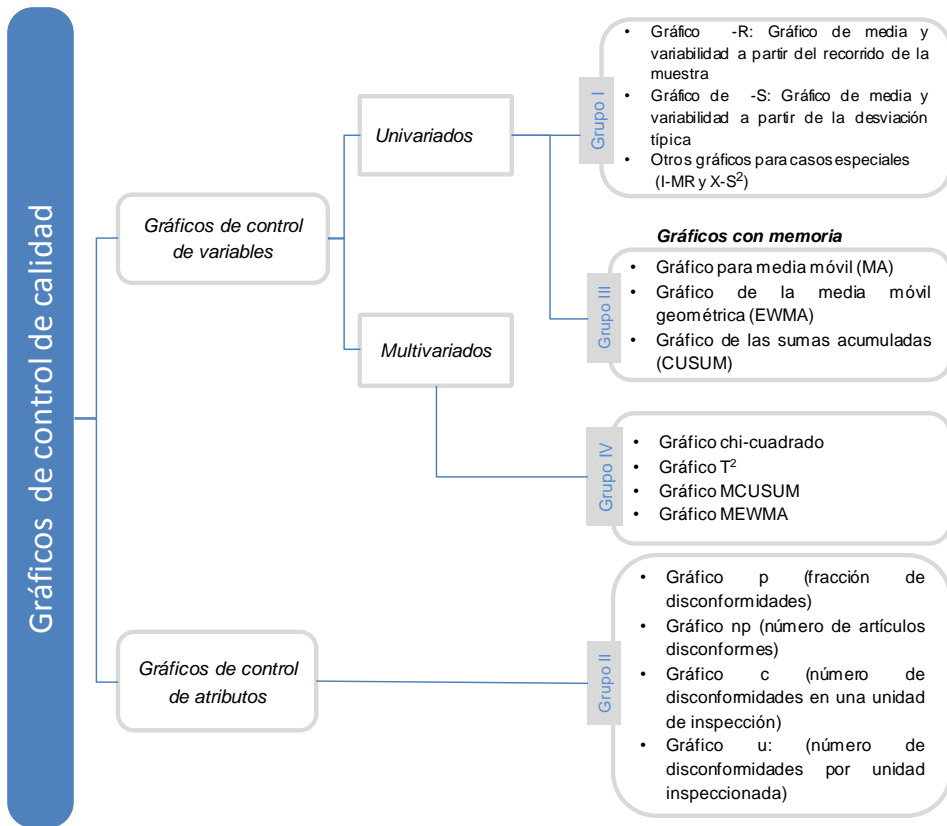 Gráficos de control de calidad
Gráficos de control
de variables
Gráficos de control
de atributos
Univariados
Multivariados
Grupo I
• Gráfico -R: Gráfico de media y
variabilidad a partir del recorrido de la
muestra
• Gráfico de -S: Gráfico de media y
variabilidad a partir de la desviación
típica
• Otros gráficos para casos especiales
(I-MR y X-S²)
Gráficos con memoria
Grupo III
• Gráfico para media móvil (MA)
• Gráfico de la media móvil
geométrica (EWMA)
• Gráfico de las sumas acumuladas
(CUSUM)
Grupo IV
• Gráfico chi-cuadrado
• Gráfico T²
• Gráfico MCUSUM
• Gráfico MEWMA
Grupo II
• Gráfico p (fracción de
disconformidades)
• Gráfico np (número de artículos
disconformes)
• Gráfico c (número de
disconformidades en una unidad
de inspección)
• Gráfico u: (número de
disconformidades por unidad
inspeccionada)